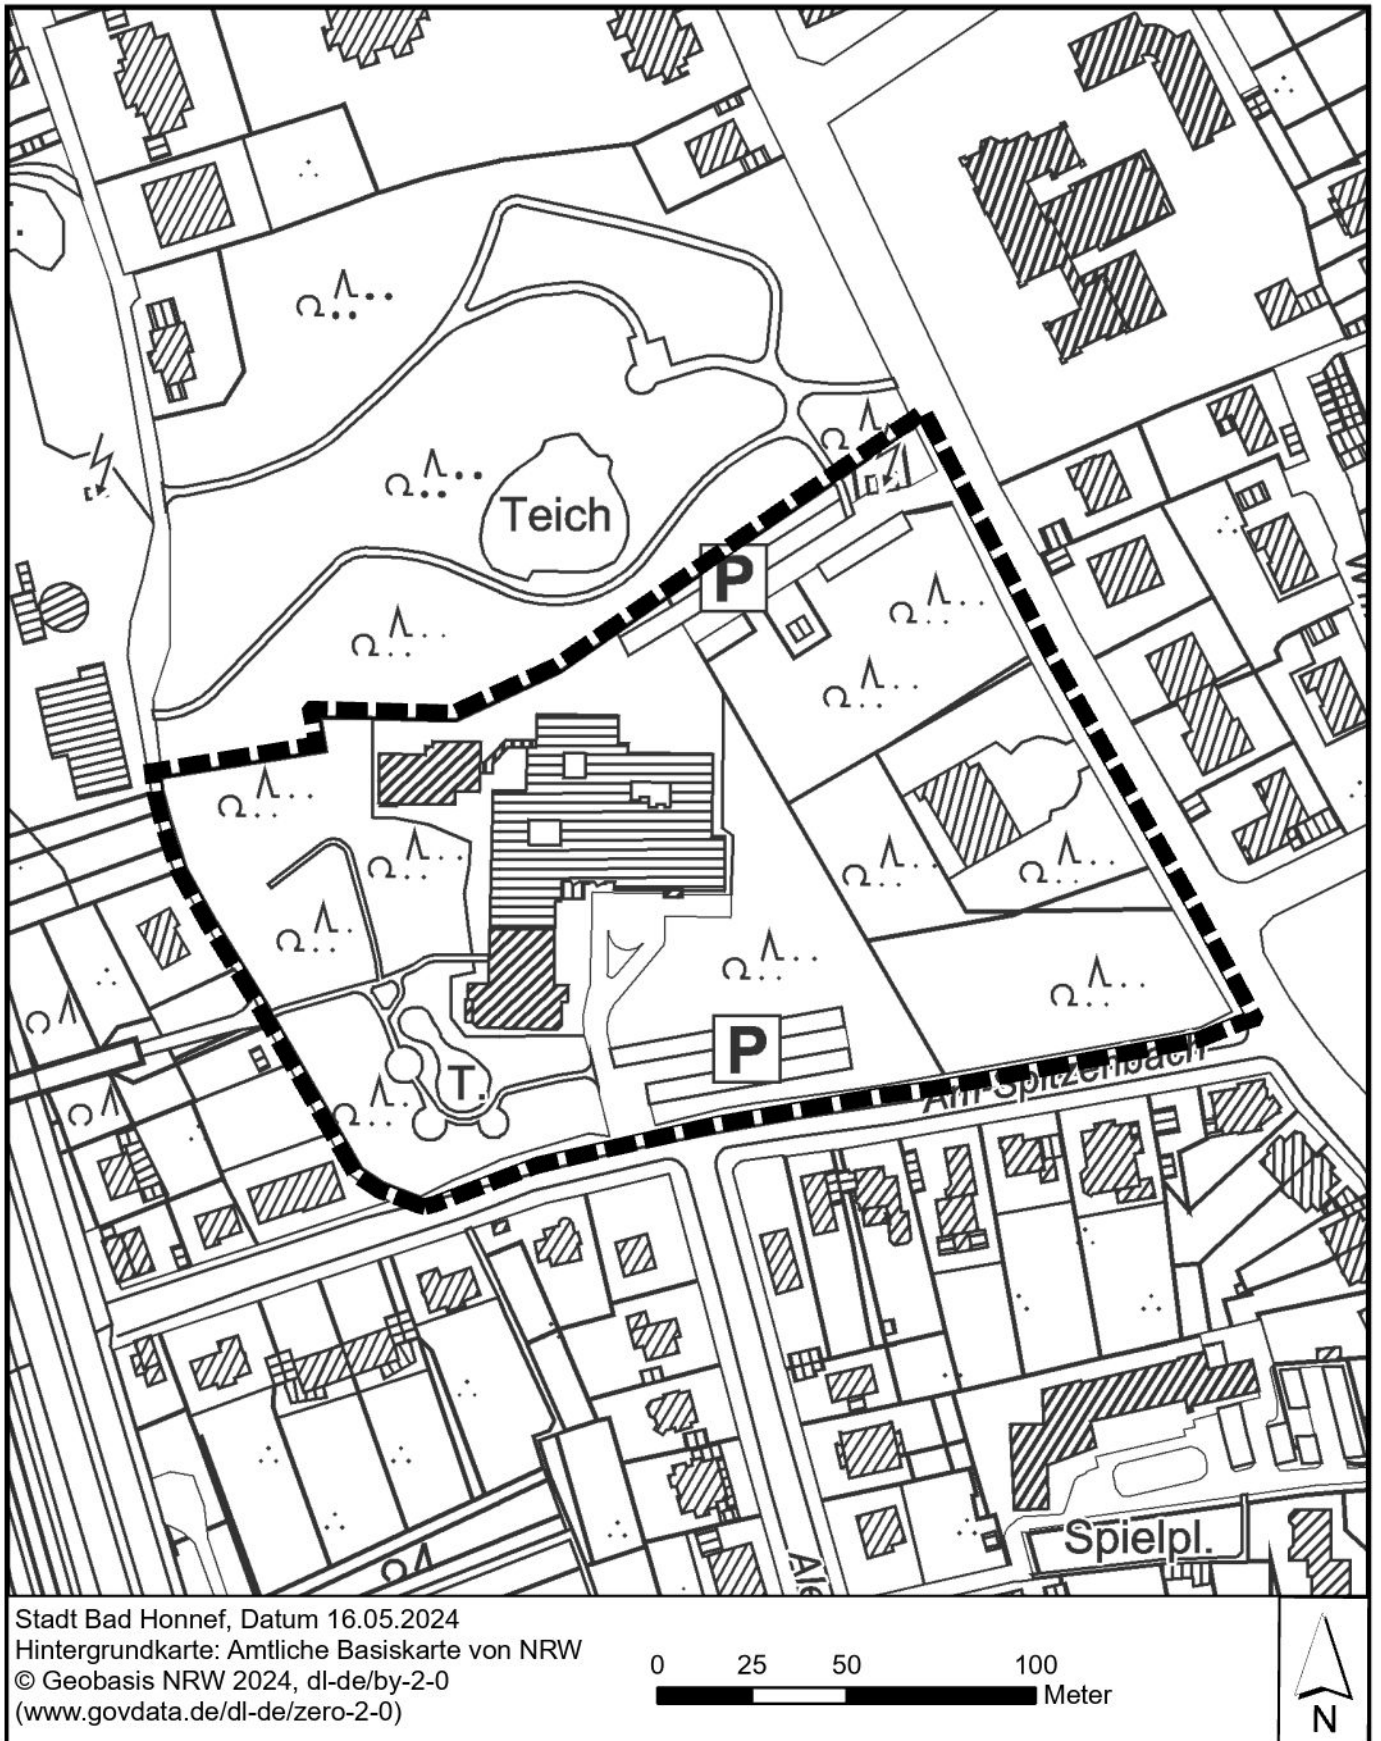 Teich
P
P
T.
Am-Spitzenbach
Spielpl.
Stadt Bad Honnef, Datum 16.05.2024
Hintergrundkarte: Amtliche Basiskarte von NRW
© Geobasis NRW 2024, dl-de/by-2-0
(www.govdata.de/dl-de/zero-2-0)
0 25 50 100
Meter
N